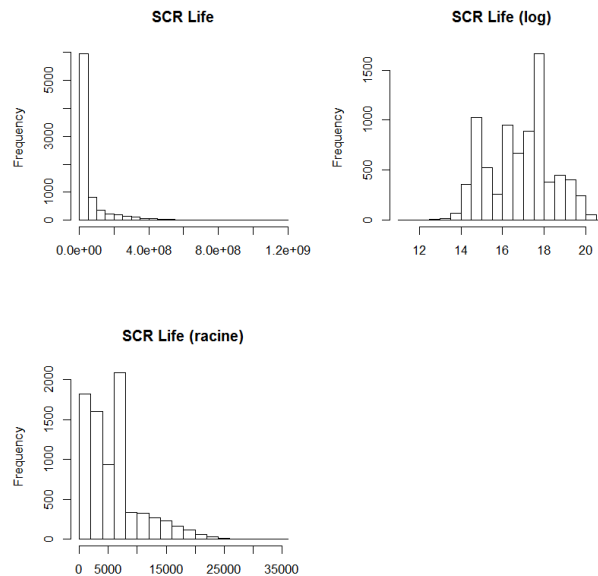 SCR Life
Frequency
0 1000 3000 5000
0.0e+00 4.0e+08 8.0e+08 1.2e+09
SCR Life (log)
Frequency
0 500 1000 1500
12 14 16 18 20
SCR Life (racine)
Frequency
0 500 1000 1500 2000
0 5000 15000 25000 35000